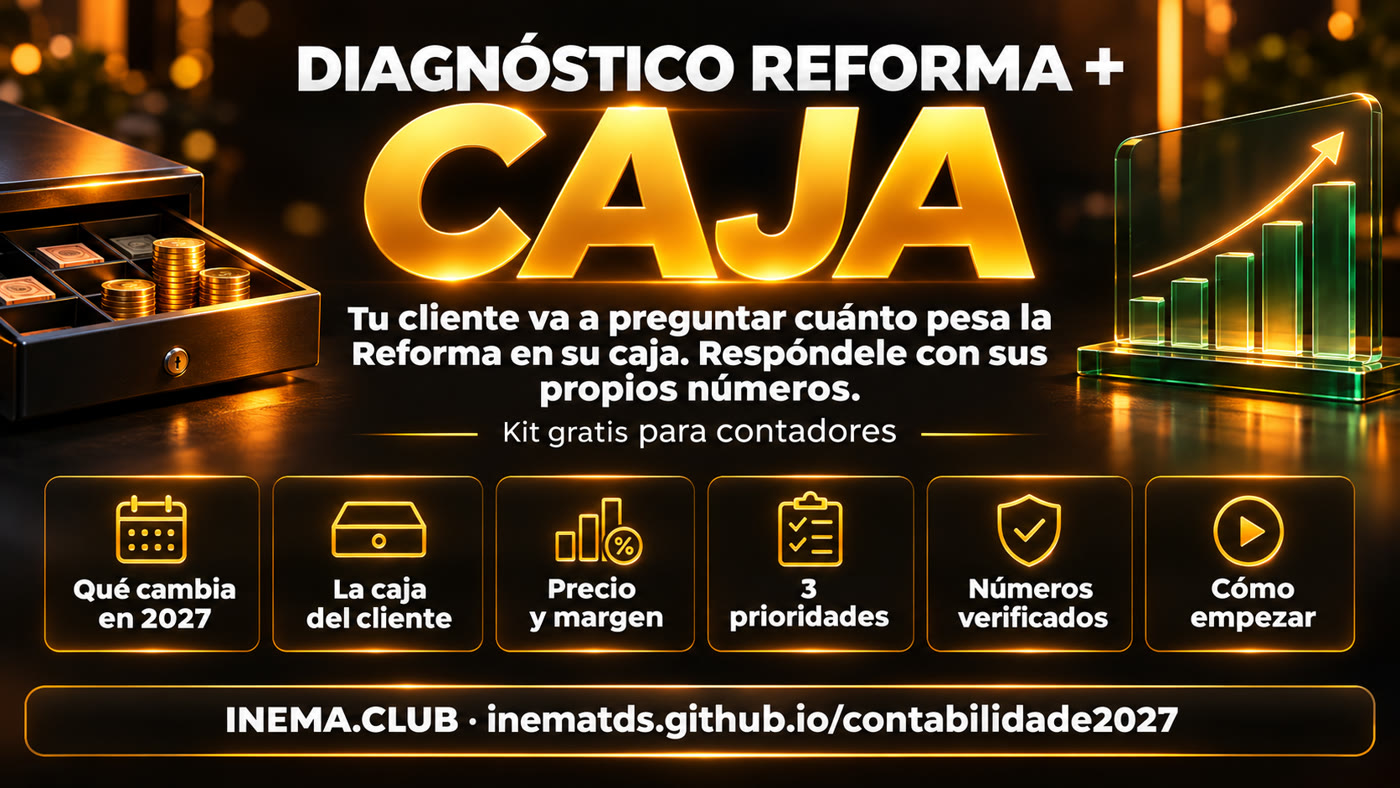 DIAGNÓSTICO REFORMA +
CAJA
Tu cliente va a preguntar cuánto pesa la
Reforma en su caja. Respóndele con sus
propios números.
Kit gratis para contadores
Qué cambia
en 2027
La caja
del cliente
%
Precio
y margen
3
prioridades
Números
verificados
Cómo
empezar
INEMA.CLUB · inematds.github.io/contabilidade2027